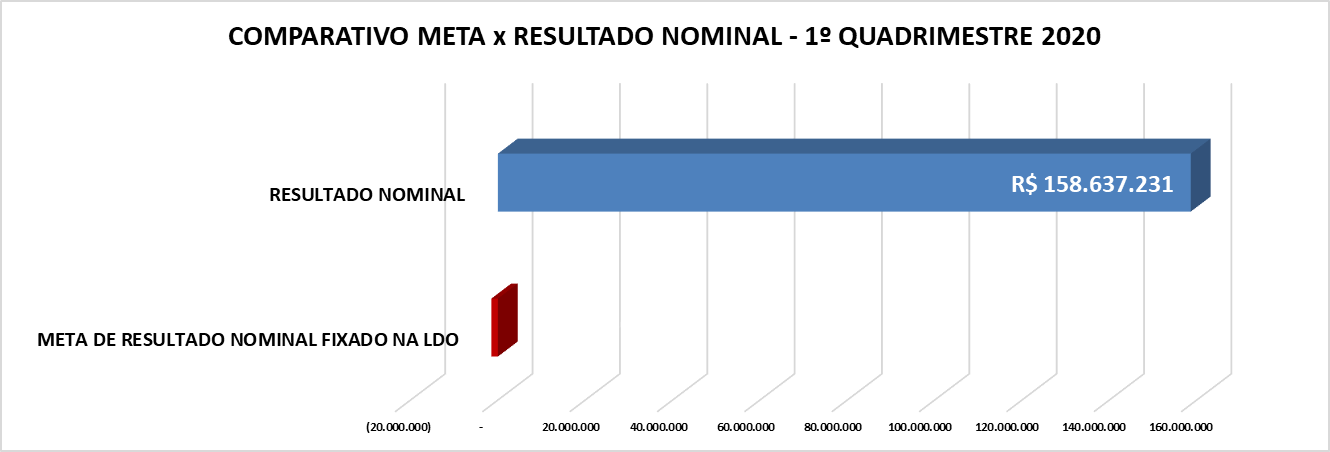 COMPARATIVO META x RESULTADO NOMINAL - 1º QUADRIMESTRE 2020
RESULTADO NOMINAL
R$ 158.637.231
META DE RESULTADO NOMINAL FIXADO NA LDO
(20.000.000) - 20.000.000 40.000.000 60.000.000 80.000.000 100.000.000 120.000.000 140.000.000 160.000.000